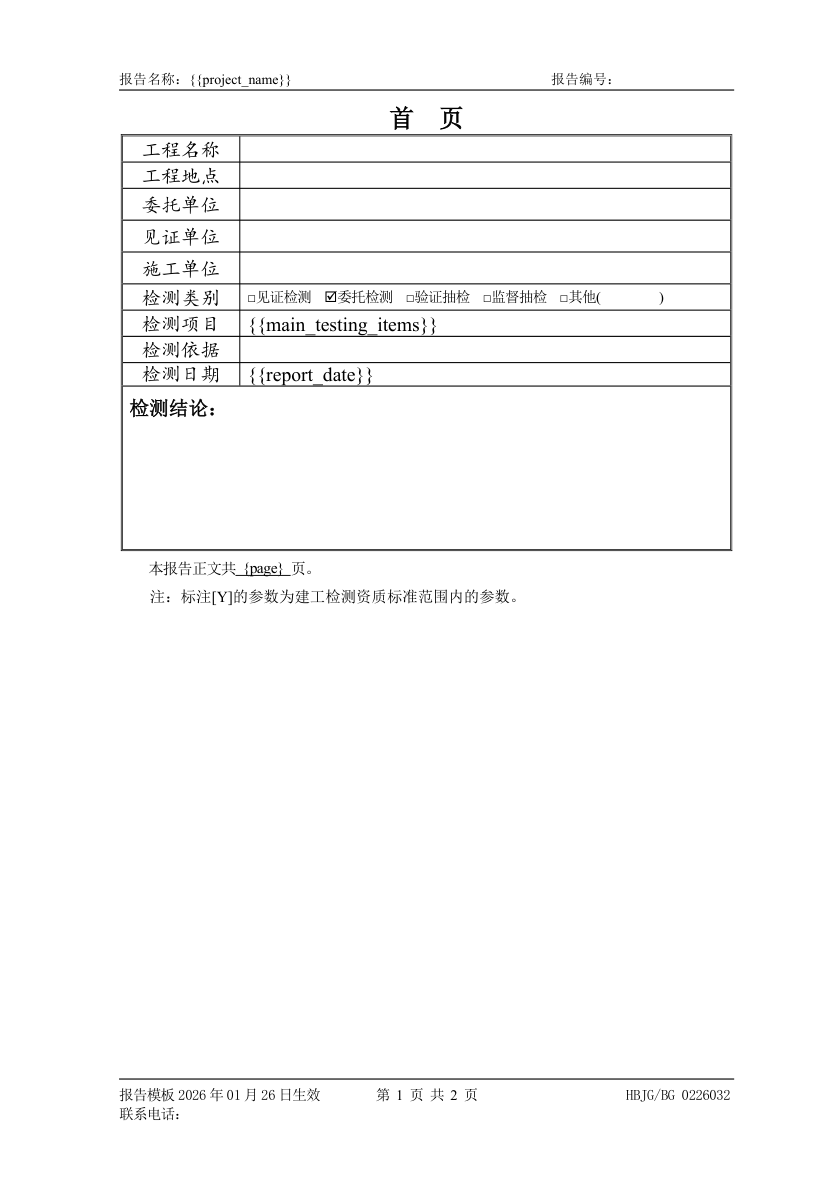 报告名称：{{project_name}} 报告编号：
首 页
工程名称
工程地点
委托单位
见证单位
施工单位
检测类别 □见证检测 ☑委托检测 □验证抽检 □监督抽检 □其他( )
检测项目 {{main_testing_items}}
检测依据
检测日期 {{report_date}}
检测结论：
本报告正文共 {page} 页。
注：标注[Y]的参数为建工检测资质标准范围内的参数。
报告模板 2026 年 01 月 26 日生效 第 1 页 共 2 页 HBJG/BG 0226032
联系电话：